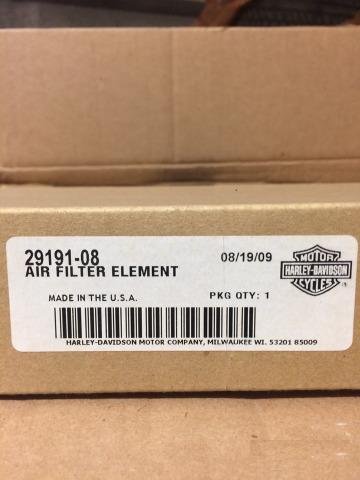 29191-08
AIR FILTER ELEMENT
08/19/09
MOTOR
HARLEY-DAVIDSON
CYCLES
®
MADE IN THE U.S.A.
PKG QTY: 1
HARLEY-DAVIDSON MOTOR COMPANY, MILWAUKEE WI. 53201 85009